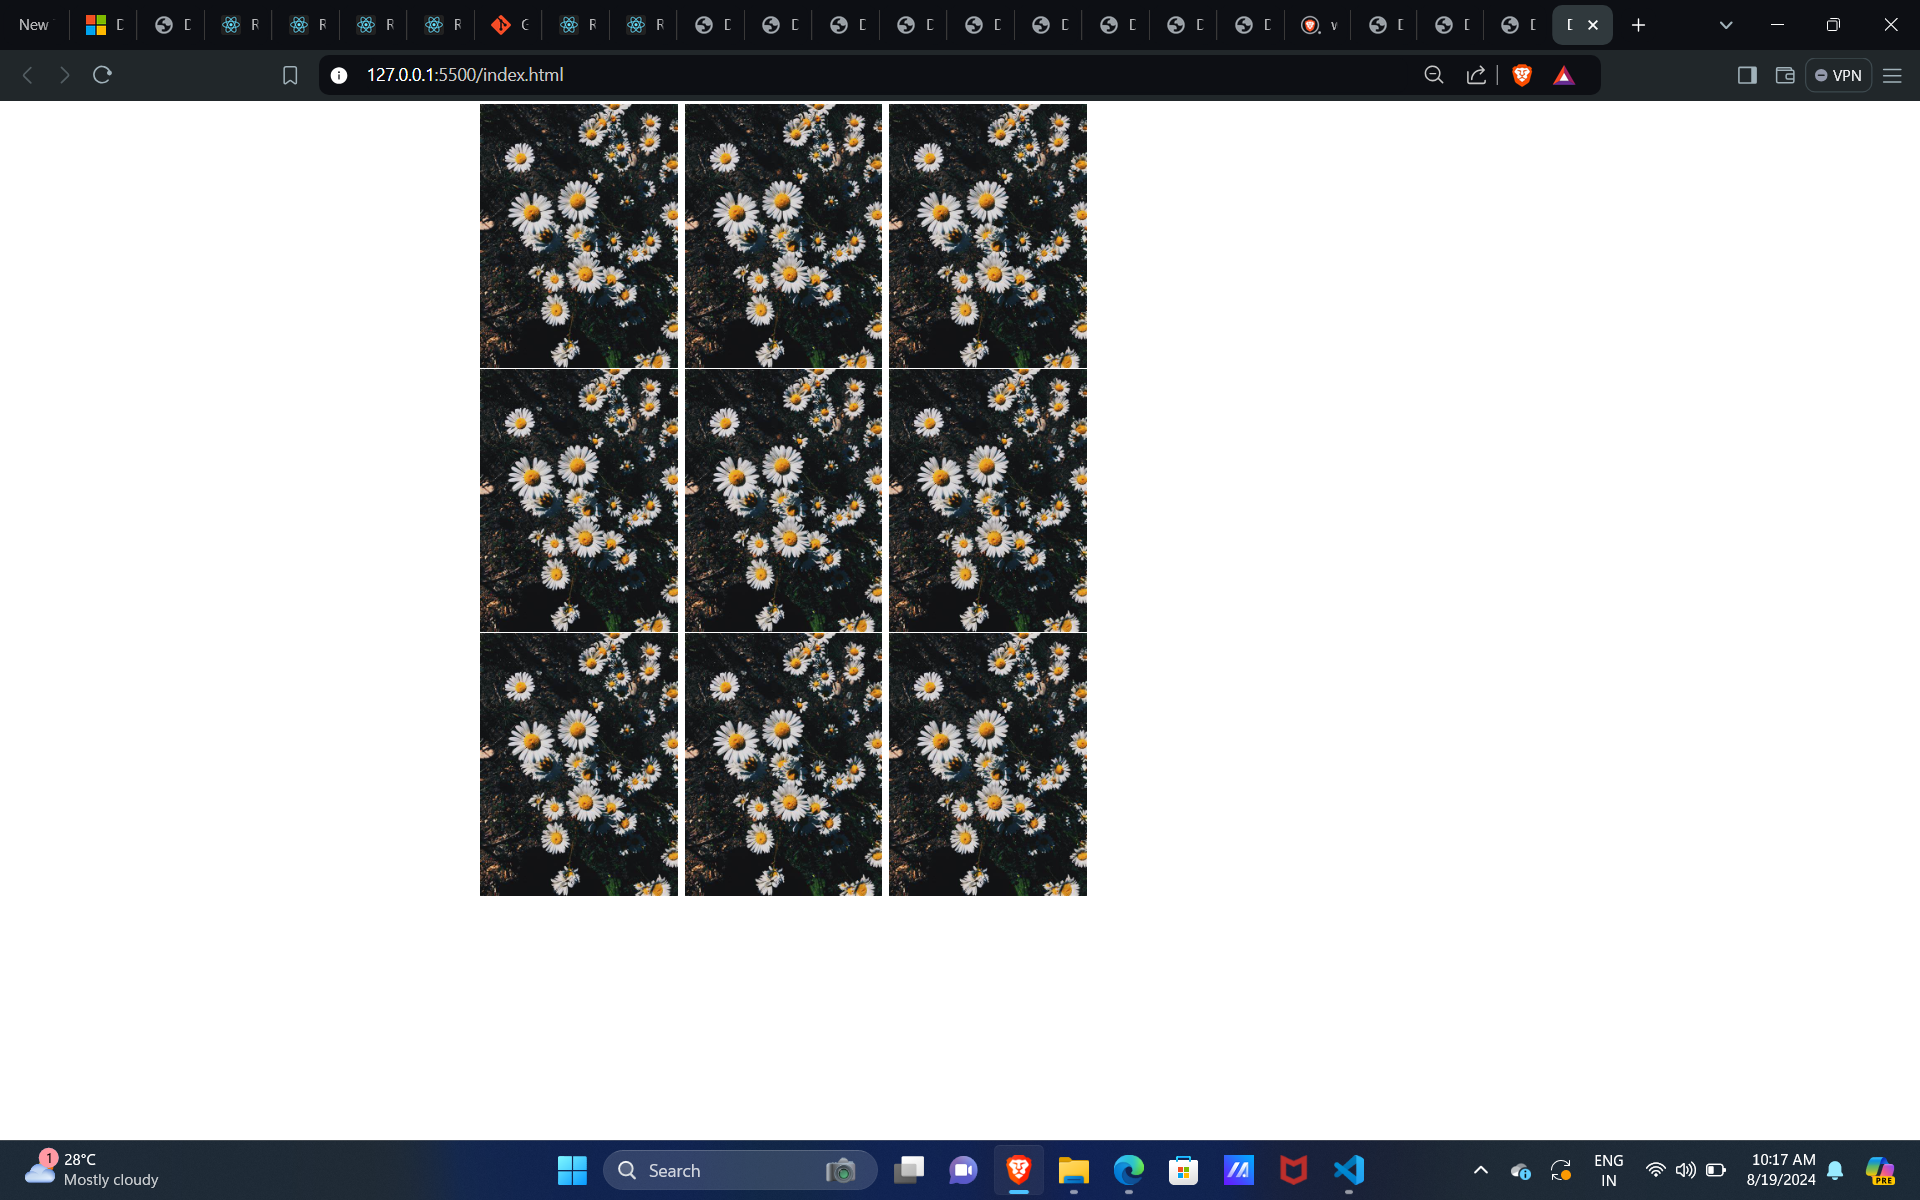 New
127.0.0.1:5500/index.html
VPN
1
28°C
Mostly cloudy
Search
ENG
IN
10:17 AM
8/19/2024
PRE